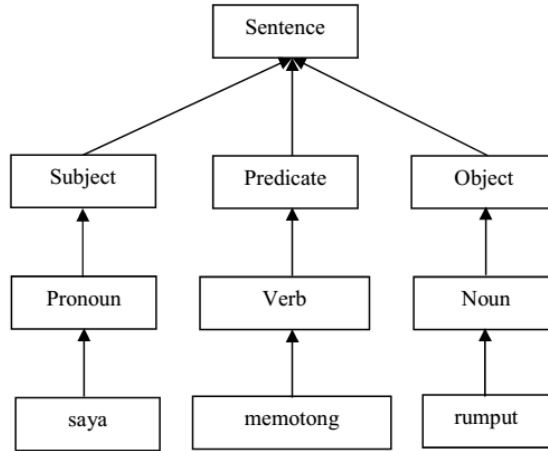 Sentence
Subject Predicate Object
Pronoun Verb Noun
saya memotong rumput